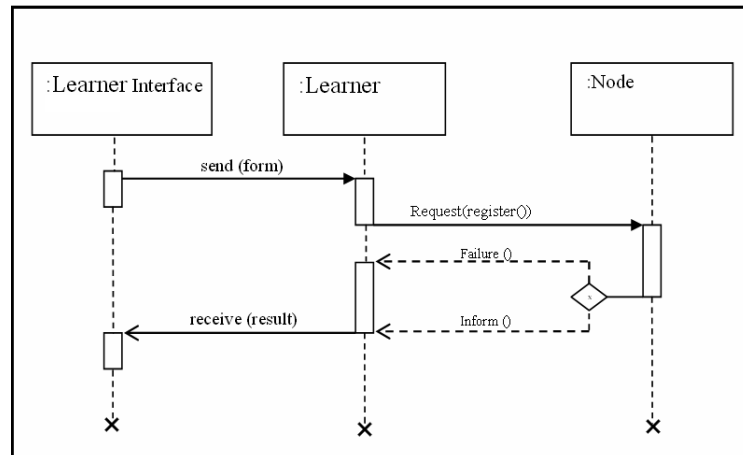 :Learner Interface
:Learner
:Node
send (form)
Request(register())
Failure ()
x
receive (result)
Inform ()